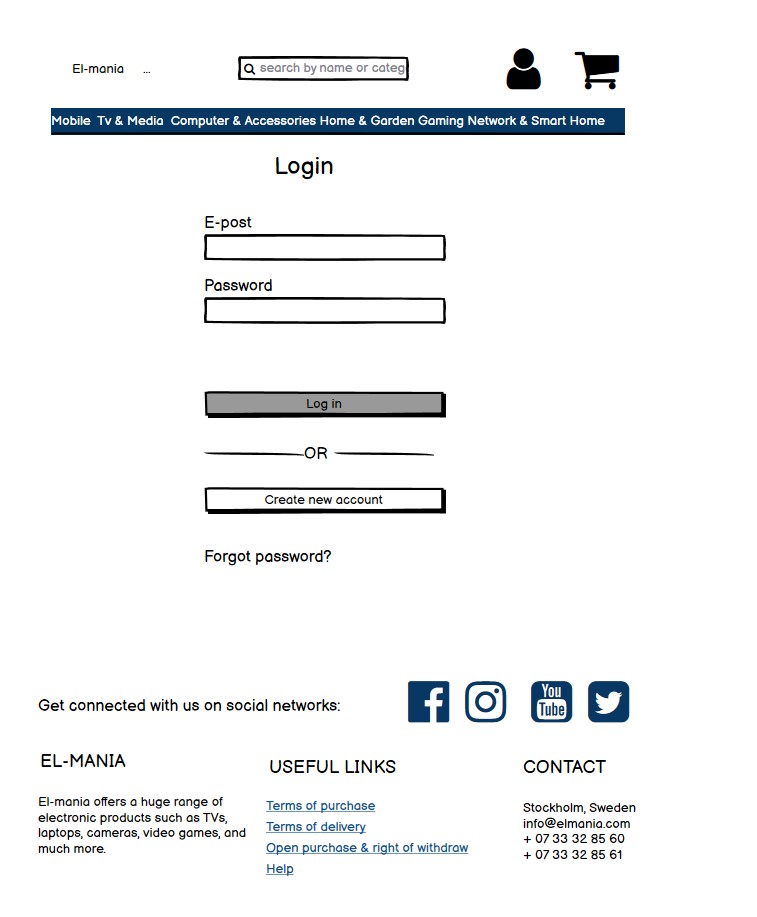 El-mania ...
search by name or categ
Mobile Tv & Media Computer & Accessories Home & Garden Gaming Network & Smart Home
Login
E-post
Password
Log in
OR
Create new account
Forgot password?
Get connected with us on social networks:
You
Tube
EL-MANIA
El-mania offers a huge range of
electronic products such as TVs,
laptops, cameras, video games, and
much more.
USEFUL LINKS
Terms of purchase
Terms of delivery
Open purchase & right of withdraw
Help
CONTACT
Stockholm, Sweden
info@elmania.com
+ 07 33 32 85 60
+ 07 33 32 85 61